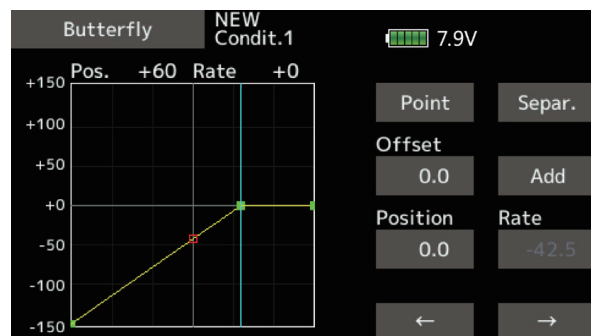 Butterfly
NEW
Condit.1
7.9V
Pos. +60 Rate +0
+150
+100
+50
+0
-50
-100
-150
Point
Separ.
Offset
0.0
Add
Position
Rate
0.0
-42.5
←
→